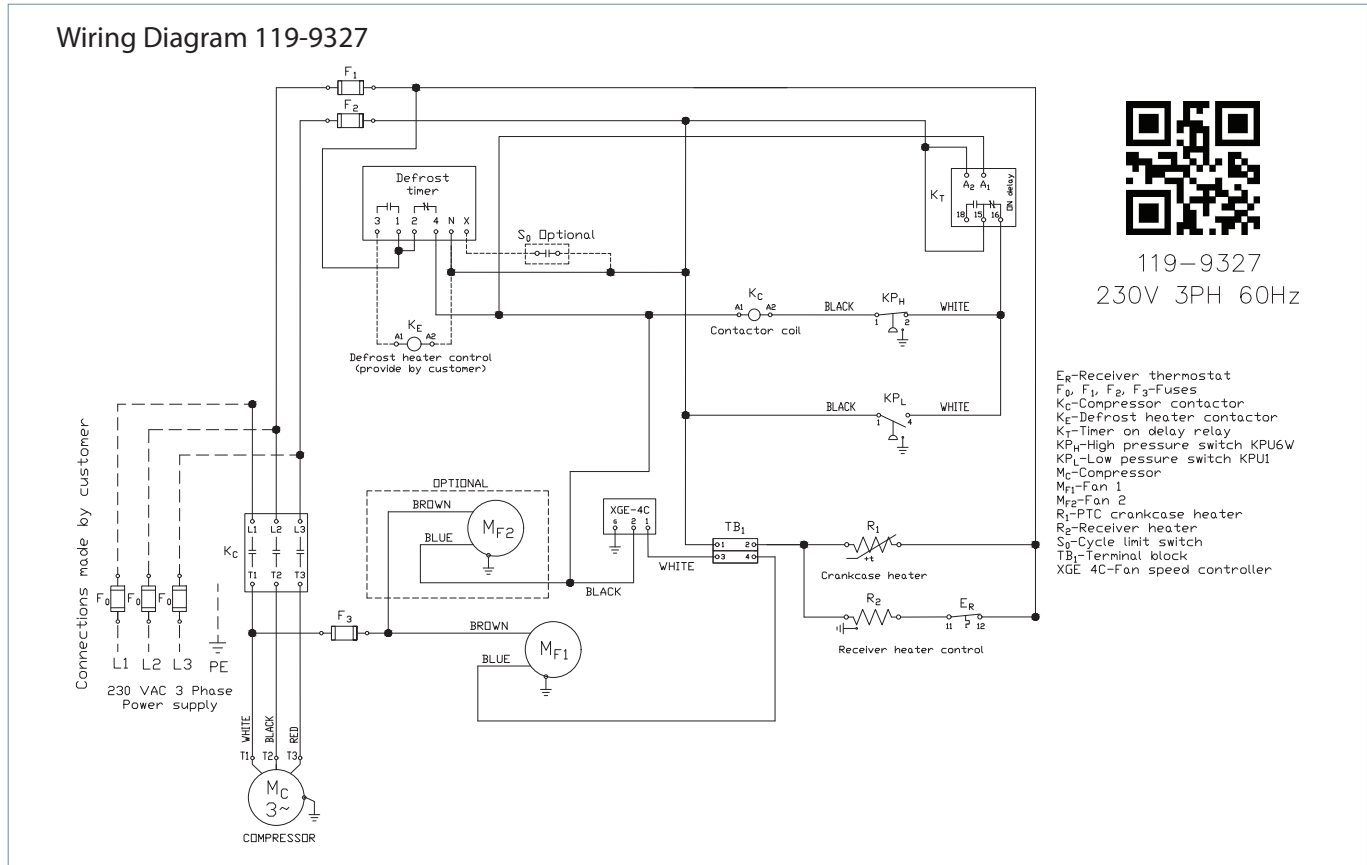 Wiring Diagram 119-9327
F1
F2
Defrost
timer
3 1 2 4 N X
S0 Optional
KT
A2 A1
ON delay
18 15 16
119-9327
230V 3PH 60Hz
KE
A1 A2
Defrost heater control
(provide by customer)
KC
A1 A2
Contactor coil
BLACK
KPH
1 2
WHITE
BLACK
KPL
1 4
WHITE
ER-Receiver thermostat
F0, F1, F2, F3-Fuses
KC-Compressor contactor
KE-Defrost heater contactor
KT-Timer on delay relay
KPH-High pressure switch KPU6W
KPL-Low pessure switch KPU1
MC-Compressor
MF1-Fan 1
MF2-Fan 2
R1-PTC crankcase heater
R2-Receiver heater
S0-Cycle limit switch
TB1-Terminal block
XGE 4C-Fan speed controller
Connections made by customer
OPTIONAL
BROWN
BLUE
MF2
XGE-4C
6 2 1
BLACK
WHITE
TB1
1 2
3 4
R1
+t
Crankcase heater
R2
ER
11 12
Receiver heater control
L1 L2 L3
KC
T1 T2 T3
F0 F0 F0
L1 L2 L3 PE
230 VAC 3 Phase
Power supply
F3
BROWN
BLUE
MF1
WHITE
BLACK
RED
T1 T2 T3
MC
3~
COMPRESSOR